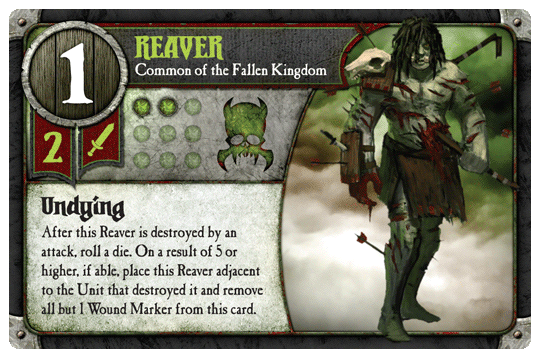 1
REAVER
Common of the Fallen Kingdom
2
Undying
After this Reaver is destroyed by an
attack, roll a die. On a result of 5 or
higher, if able, place this Reaver adjacent
to the Unit that destroyed it and remove
all but 1 Wound Marker from this card.